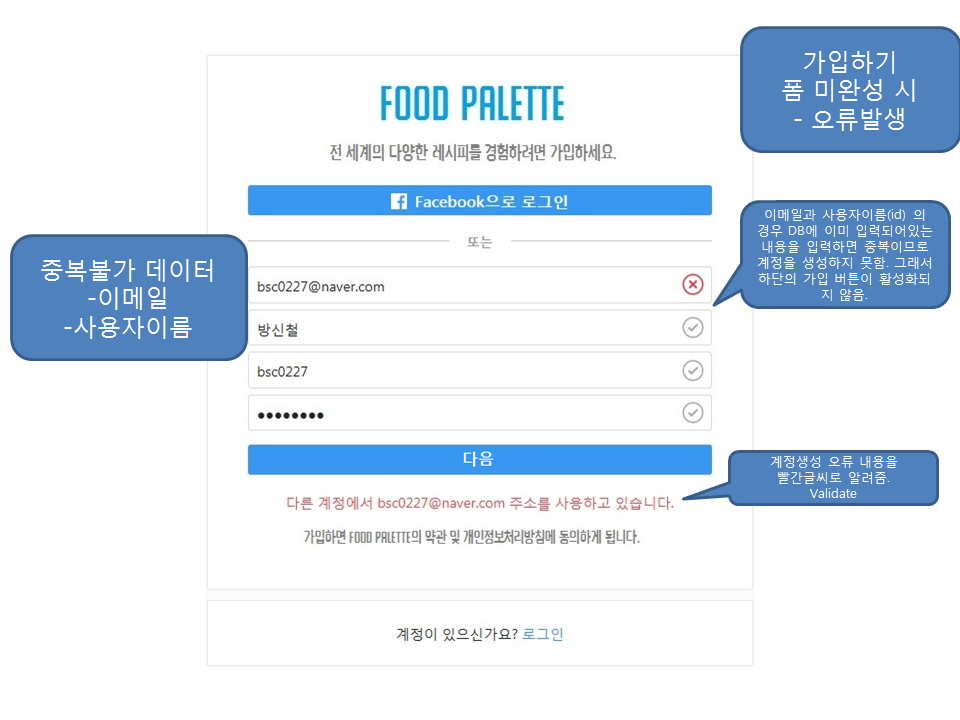 가입하기
폼 미완성 시
- 오류발생
FOOD PALETTE
전 세계의 다양한 레시피를 경험하려면 가입하세요.
Facebook으로 로그인
또는
이메일과 사용자이름(id) 의
경우 DB에 이미 입력되어있는
내용을 입력하면 중복이므로
계정을 생성하지 못함. 그래서
하단의 가입 버튼이 활성화되
지 않음.
중복불가 데이터
-이메일
-사용자이름
bsc0227@naver.com
방신철
bsc0227
●●●●●●●●
다음
계정생성 오류 내용을
빨간글씨로 알려줌.
Validate
다른 계정에서 bsc0227@naver.com 주소를 사용하고 있습니다.
가입하면 FOOD PALETTE의 약관 및 개인정보처리방침에 동의하게 됩니다.
계정이 있으신가요? 로그인